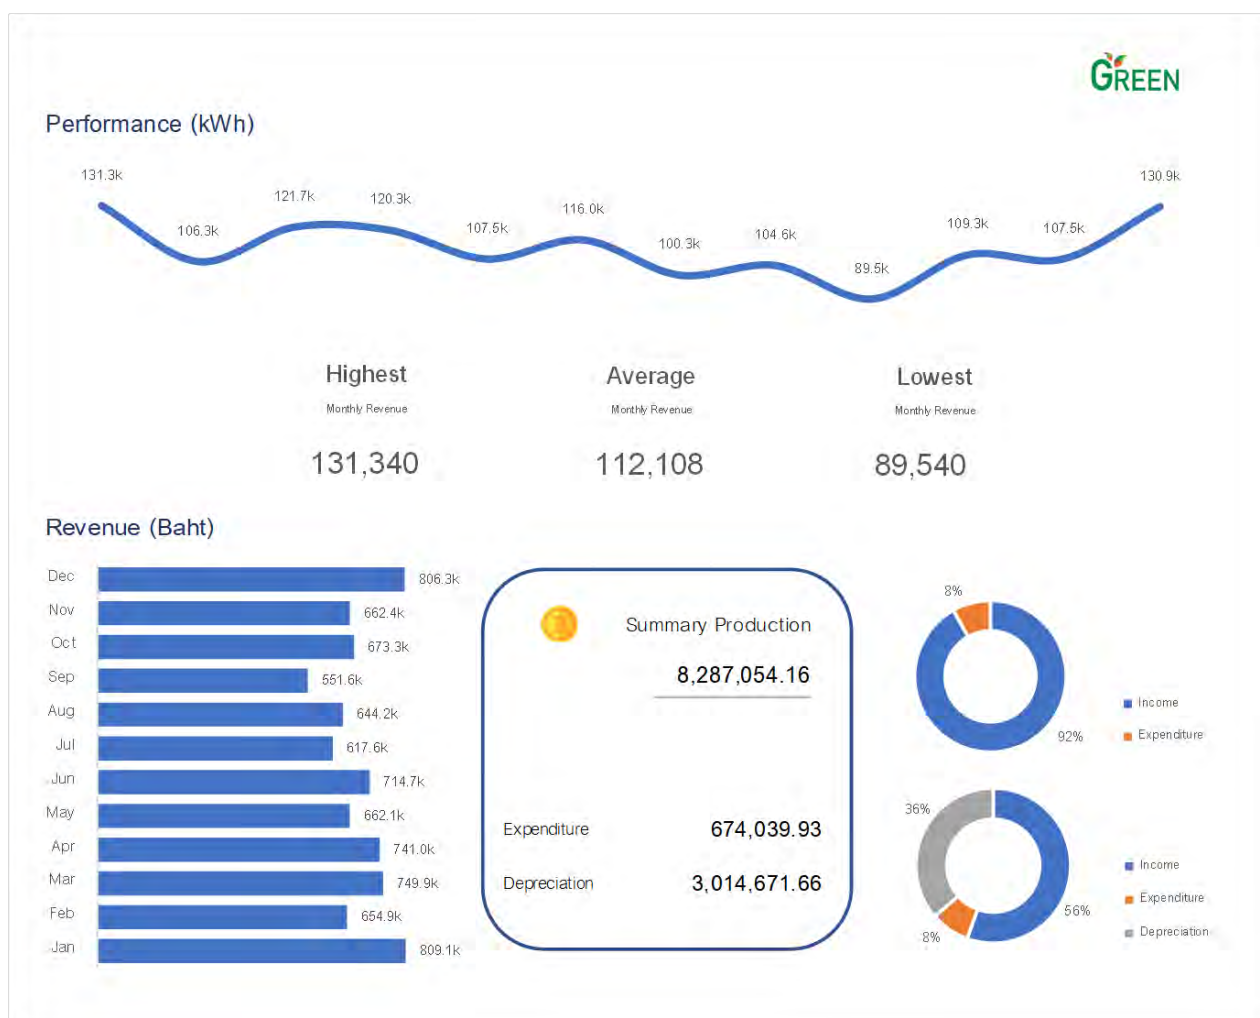 GREEN
Performance (kWh)
131.3k
106.3k
121.7k
120.3k
107.5k
116.0k
100.3k
104.6k
89.5k
109.3k
107.5k
130.9k
Highest
Monthly Revenue
131,340
Average
Monthly Revenue
112,108
Lowest
Monthly Revenue
89,540
Revenue (Baht)
Dec 806.3k
Nov 662.4k
Oct 673.3k
Sep 551.6k
Aug 644.2k
Jul 617.6k
Jun 714.7k
May 662.1k
Apr 741.0k
Mar 749.9k
Feb 654.9k
Jan 809.1k
Summary Production
8,287,054.16
Expenditure 674,039.93
Depreciation 3,014,671.66
8%
92%
Income
Expenditure
36%
56%
8%
Income
Expenditure
Depreciation